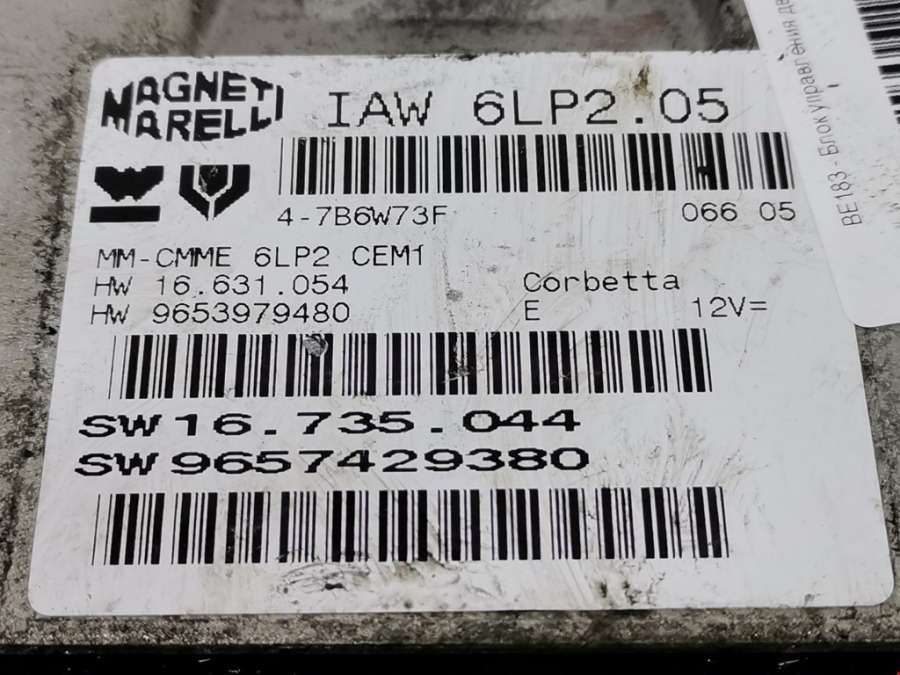 MAGNETI
MARELLI
IAW 6LP2.05
4-7B6W73F 066 05
MM-CMME 6LP2 CEM1
HW 16.631.054 Corbetta
HW 9653979480 E 12V=
SW 16.735.044
SW 9657429380
BE183 - Блок управления